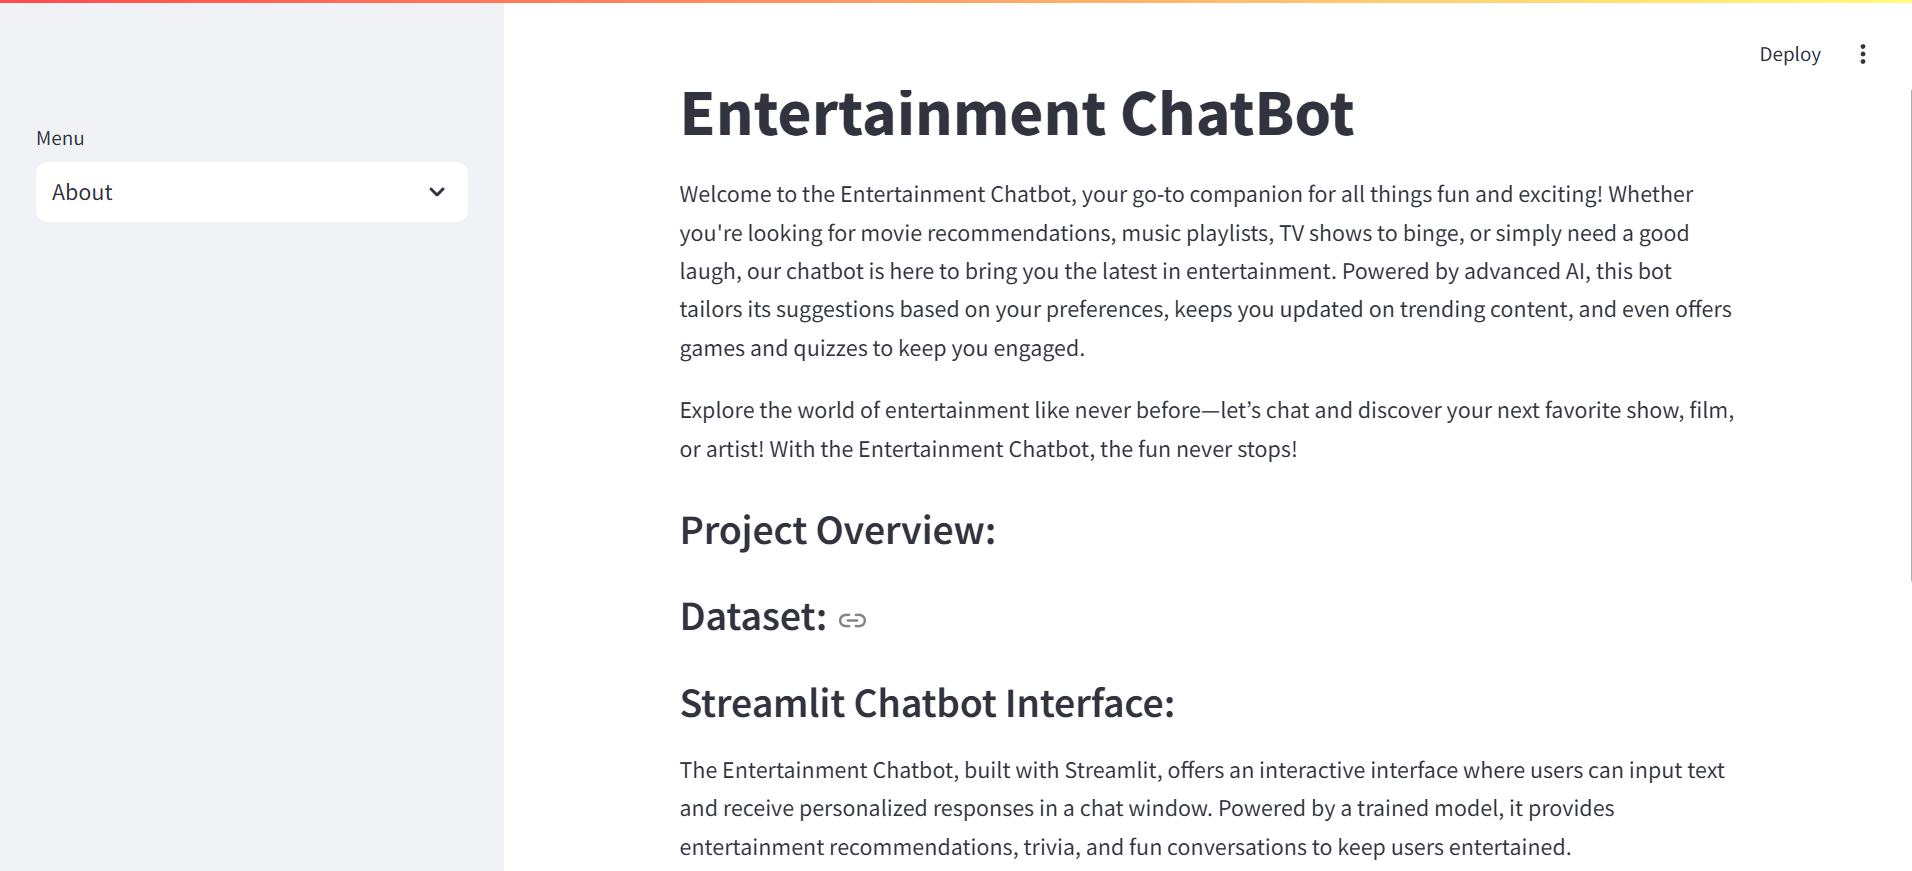 Deploy
Menu
About
Entertainment ChatBot
Welcome to the Entertainment Chatbot, your go-to companion for all things fun and exciting! Whether
you're looking for movie recommendations, music playlists, TV shows to binge, or simply need a good
laugh, our chatbot is here to bring you the latest in entertainment. Powered by advanced AI, this bot
tailors its suggestions based on your preferences, keeps you updated on trending content, and even offers
games and quizzes to keep you engaged.
Explore the world of entertainment like never before—let’s chat and discover your next favorite show, film,
or artist! With the Entertainment Chatbot, the fun never stops!
Project Overview:
Dataset:
Streamlit Chatbot Interface:
The Entertainment Chatbot, built with Streamlit, offers an interactive interface where users can input text
and receive personalized responses in a chat window. Powered by a trained model, it provides
entertainment recommendations, trivia, and fun conversations to keep users entertained.